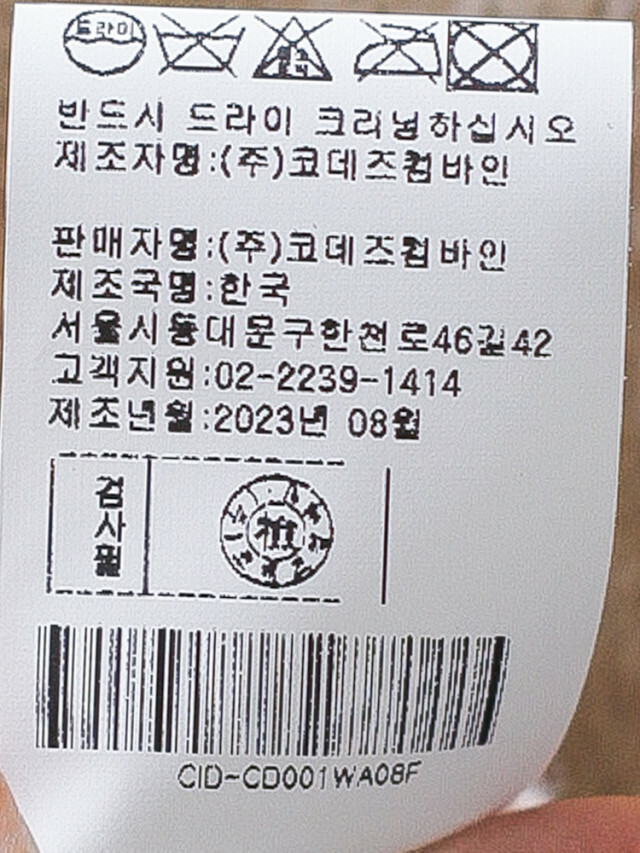 드라이
반드시 드라이 크리닝하십시오
제조자명:(주)코데즈컴바인
판매자명:(주)코데즈컴바인
제조국명:한국
서울시동대문구한천로46길42
고객지원:02-2239-1414
제조년월:2023년 08월
검사필
CID-CD001WA08F